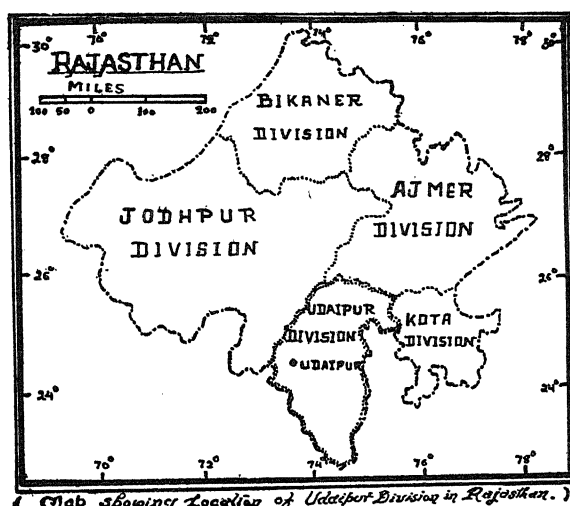 70° 72° 74° 76° 78° 30°
30°
RAJASTHAN
MILES
100 50 0 100 200
BIKANER
DIVISION
28° 28°
AJMER
DIVISION
JODHPUR
DIVISION
26° 26°
UDAIPUR
DIVISION
UDAIPUR
KOTA
DIVISION
24° 24°
70° 72° 74° 76° 78°
( Map showing Location of Udaipur Division in Rajasthan. )